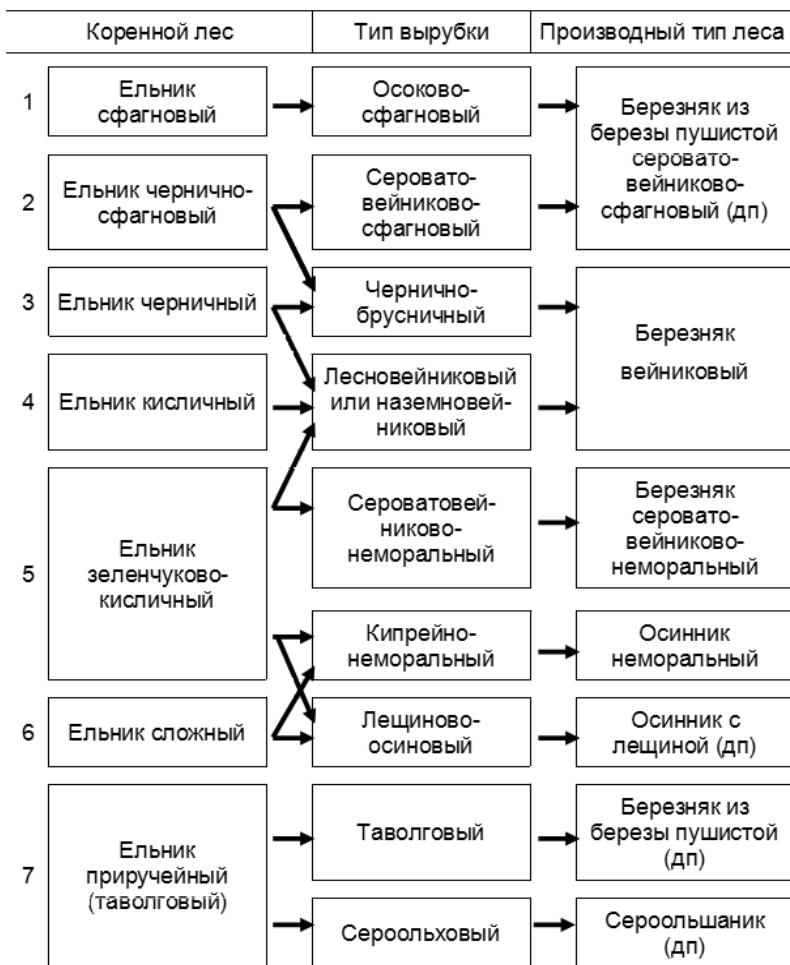 Коренной лес
Тип вырубки
Производный тип леса
1
Ельник
сфагновый
Осоково-
сфагновый
Березняк из
березы пушистой
серовато-
вейниково-
сфагновый (дп)
2
Ельник чернично-
сфагновый
Серовато-
вейниково-
сфагновый
3
Ельник черничный
Чернично-
брусничный
Березняк
вейниковый
4
Ельник кисличный
Лесновейниковый
или наземновей-
никовый
5
Ельник
зеленчуково-
кисличный
Сероватовей-
никово-
неморальный
Березняк
серовато-
вейниково-
неморальный
Кипрейно-
неморальный
Осинник
неморальный
6
Ельник сложный
Лещиново-
осиновый
Осинник с
лещиной (дп)
7
Ельник
приручейный
(таволговый)
Таволговый
Березняк из
березы пушистой
(дп)
Сероольховый
Сероольшаник
(дп)